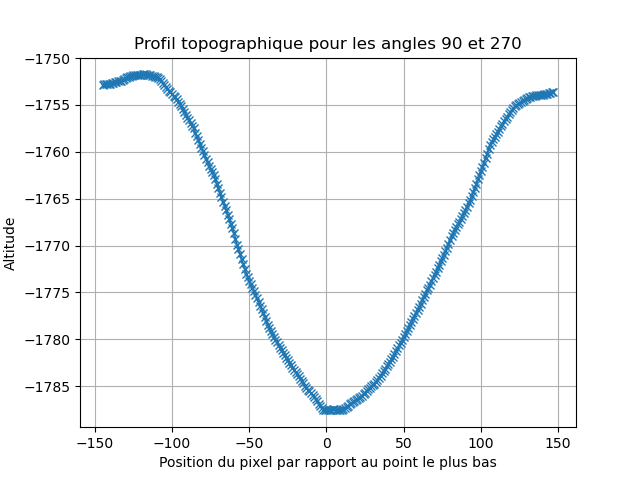 Profil topographique pour les angles 90 et 270
Altitude
−1750
−1755
−1760
−1765
−1770
−1775
−1780
−1785
−150 −100 −50 0 50 100 150
Position du pixel par rapport au point le plus bas